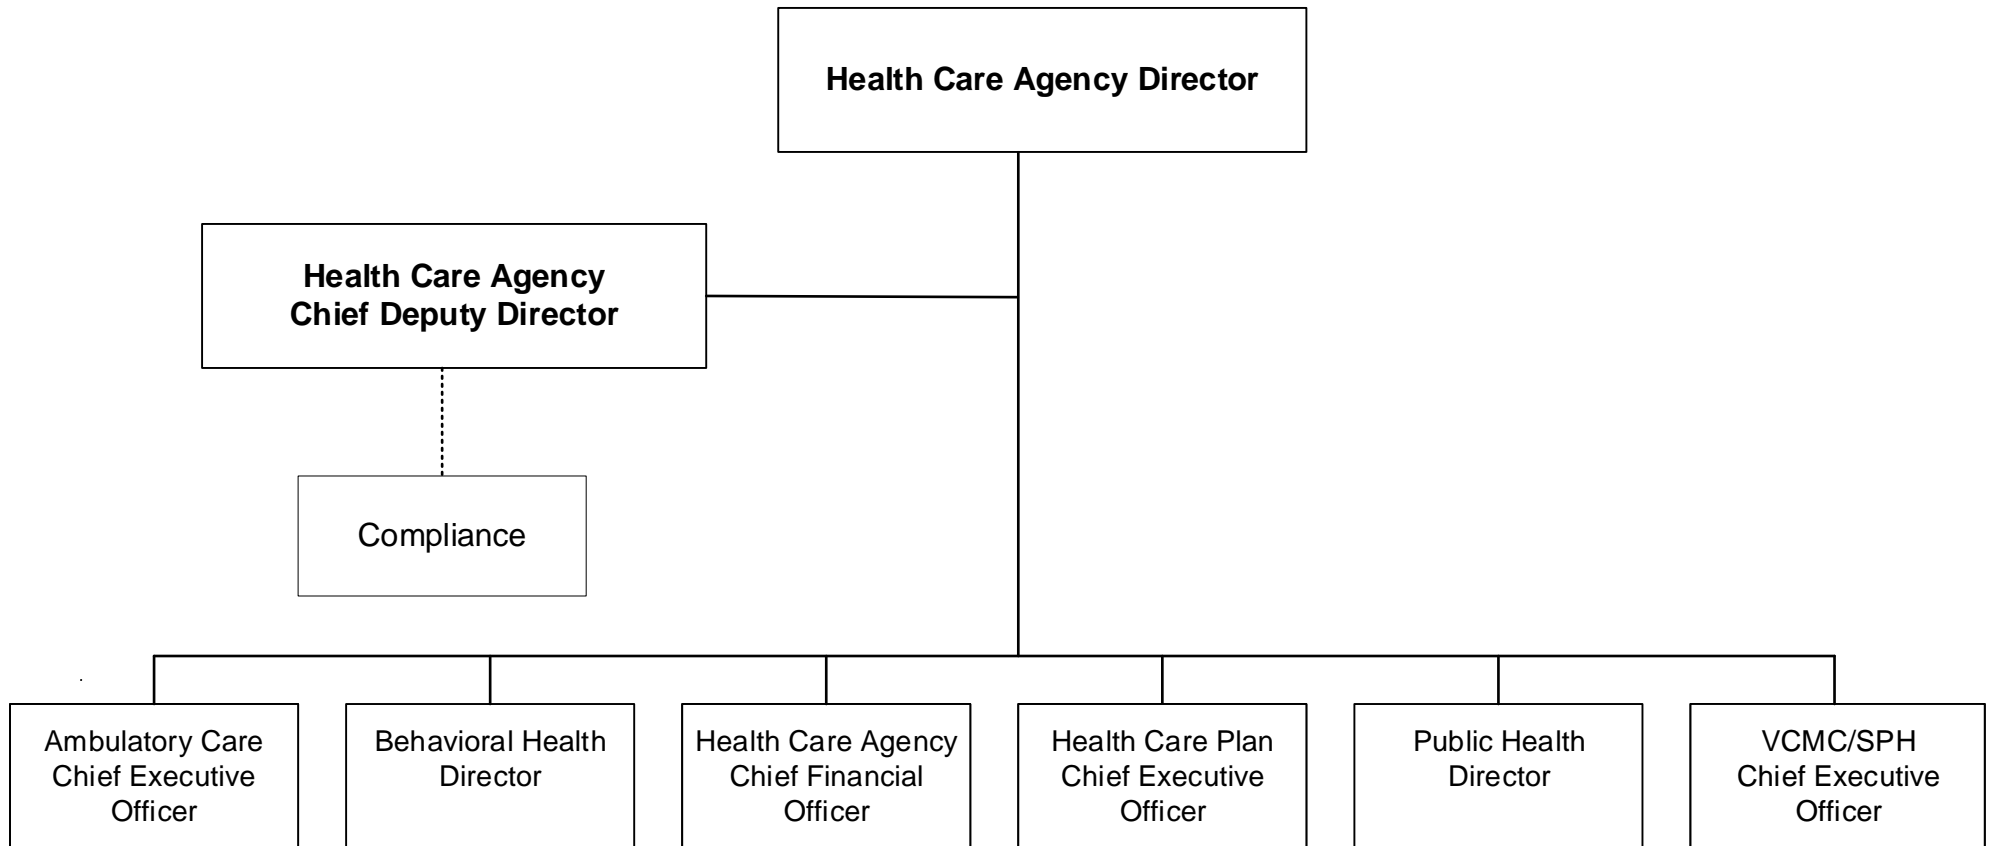 Health Care Agency Director
Health Care Agency
Chief Deputy Director
Compliance
Ambulatory Care
Chief Executive
Officer
Behavioral Health
Director
Health Care Agency
Chief Financial
Officer
Health Care Plan
Chief Executive
Officer
Public Health
Director
VCMC/SPH
Chief Executive
Officer